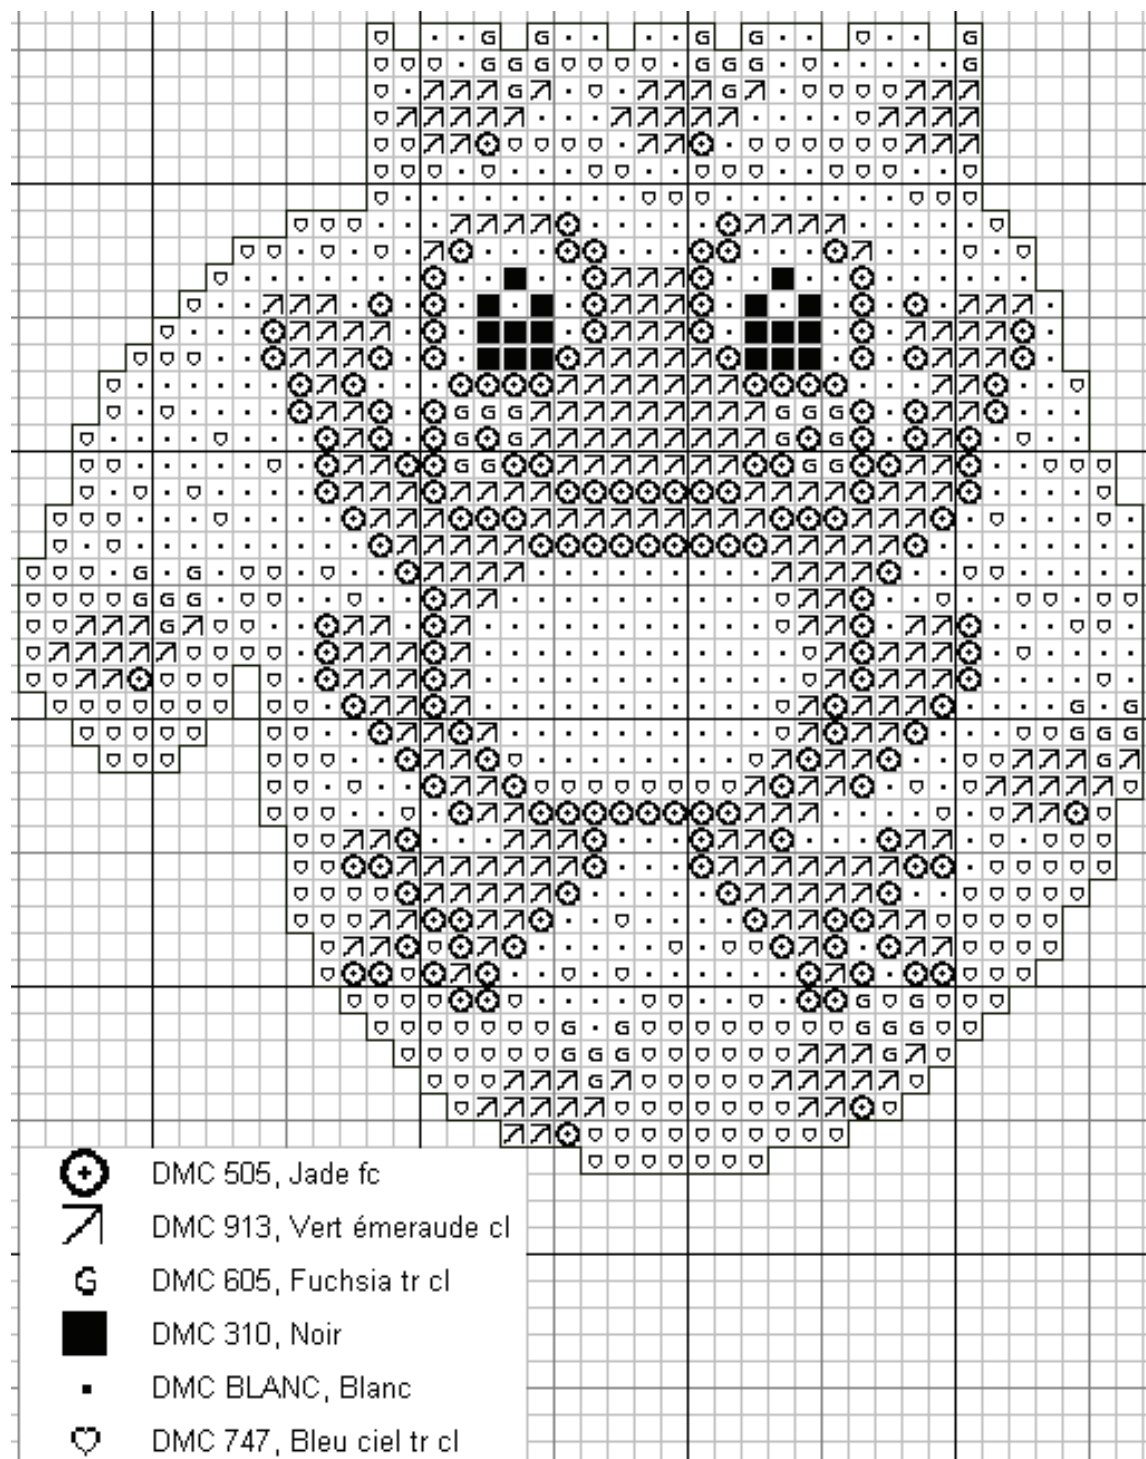 DMC 505, Jade fc
DMC 913, Vert émeraude cl
G DMC 605, Fuchsia tr cl
DMC 310, Noir
DMC BLANC, Blanc
DMC 747, Bleu ciel tr cl